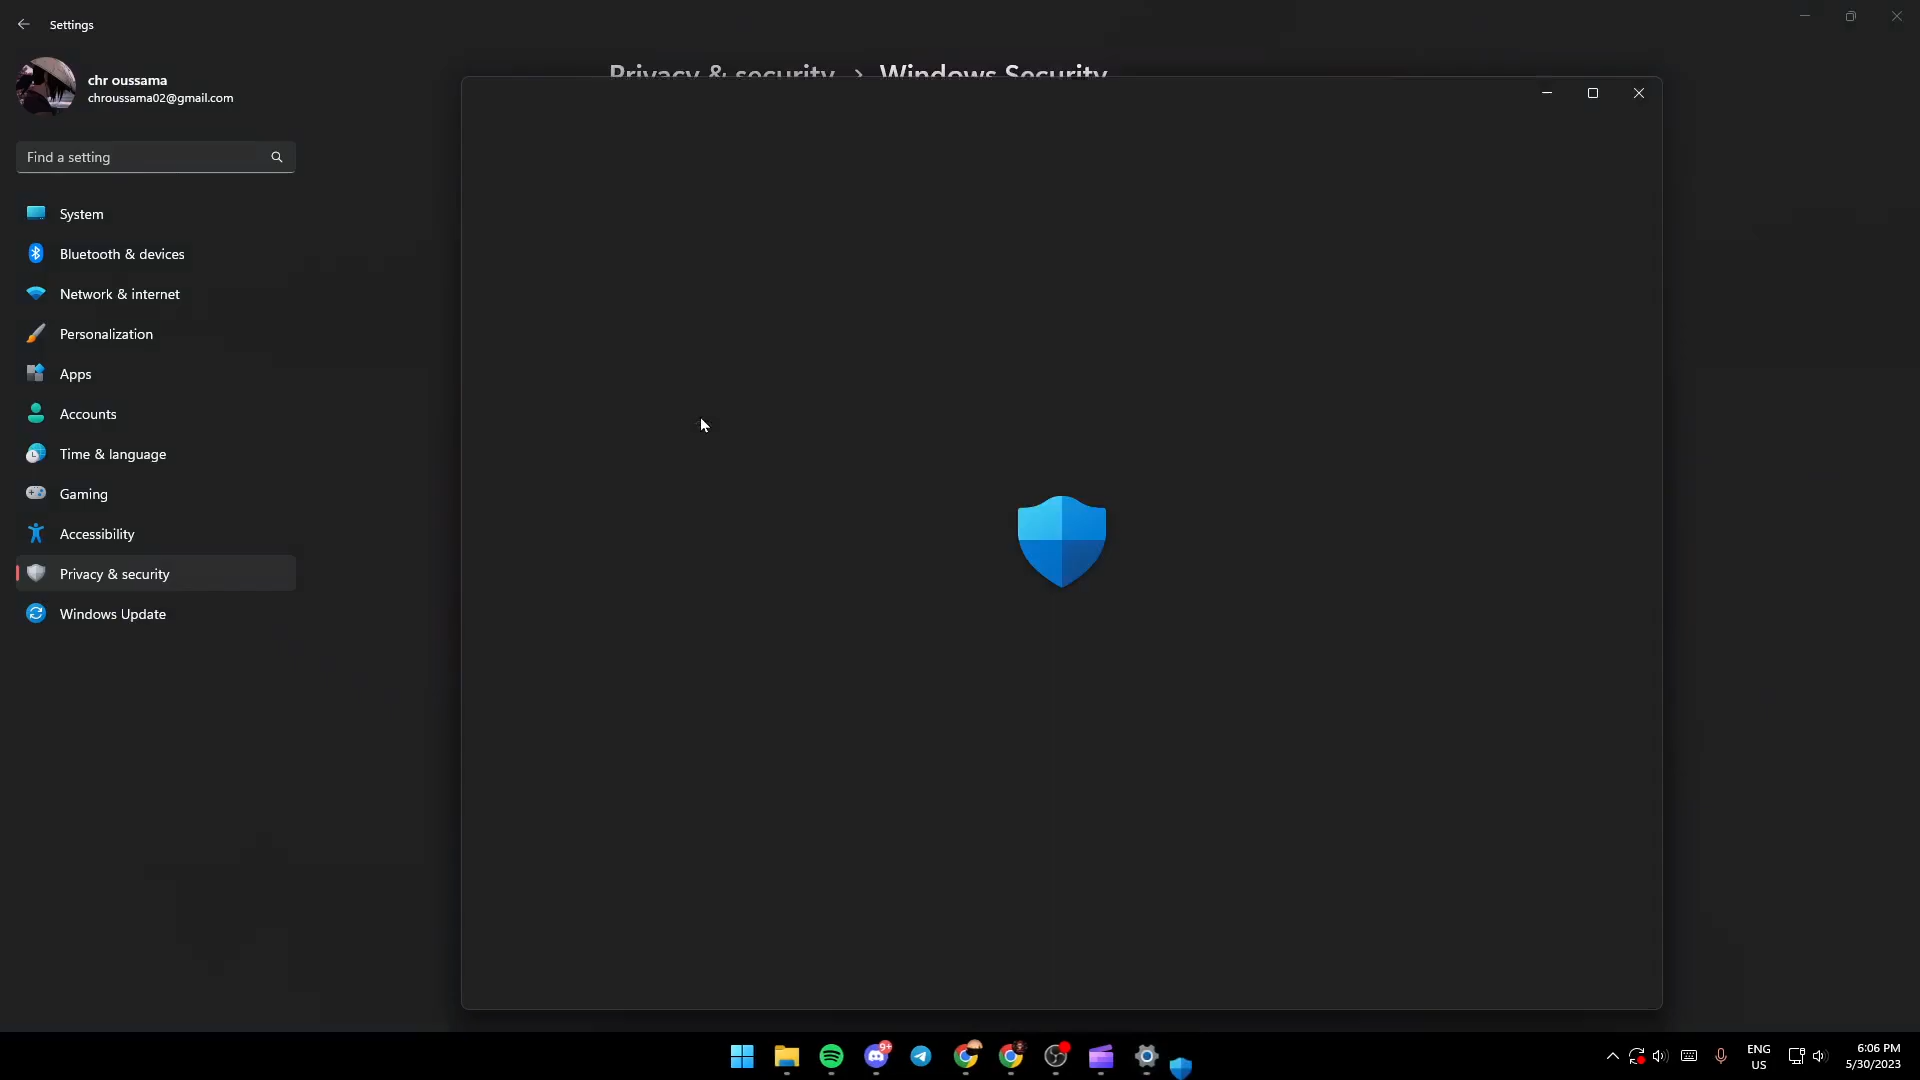 Settings
chr oussama
chroussama02@gmail.com
Find a setting
System
Bluetooth & devices
Network & internet
Personalization
Apps
Accounts
Time & language
Gaming
Accessibility
Privacy & security
Windows Update
Privacy & security > Windows Security
9+
ENG
US
6:06 PM
5/30/2023